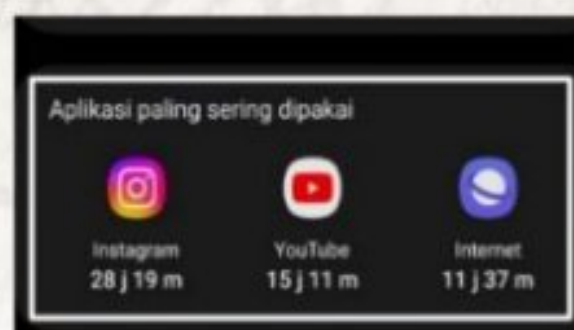 Aplikasi paling sering dipakai
Instagram YouTube Internet
28 j 19 m 15 j 11 m 11 j 37 m